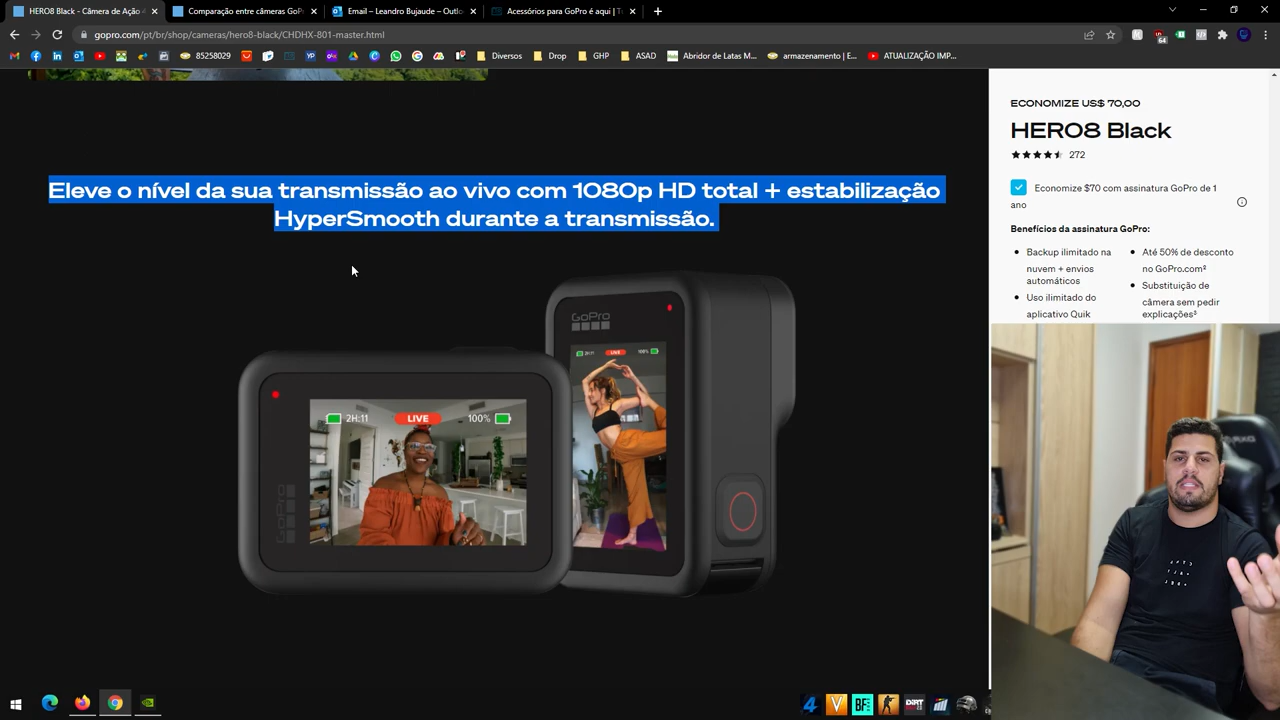 HERO8 Black - Câmera de Ação 4
Comparação entre câmeras GoPr
Email – Leandro Bujaude – Outlo
Acessórios para GoPro é aqui | T
gopro.com/pt/br/shop/cameras/hero8-black/CHDHX-801-master.html
85258029
Diversos
Drop
GHP
ASAD
Abridor de Latas M...
armazenamento | E...
ATUALIZAÇÃO IMP...
Eleve o nível da sua transmissão ao vivo com 1080p HD total + estabilização
HyperSmooth durante a transmissão.
GoPro
2H:11
LIVE
100%
GoPro
2H:11
LIVE
100%
ECONOMIZE US$ 70,00
HERO8 Black
272
Economize $70 com assinatura GoPro de 1
ano
Benefícios da assinatura GoPro:
Backup ilimitado na
nuvem + envios
automáticos
Uso ilimitado do
aplicativo Quik
Até 50% de desconto
no GoPro.com²
Substituição de
câmera sem pedir
explicações³